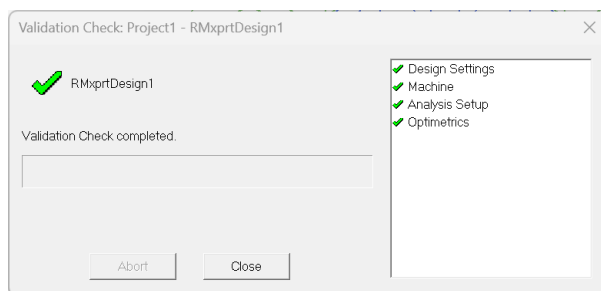 Validation Check: Project1 - RMxprtDesign1
RMxprtDesign1
Validation Check completed.
Design Settings
Machine
Analysis Setup
Optimetrics
Abort
Close